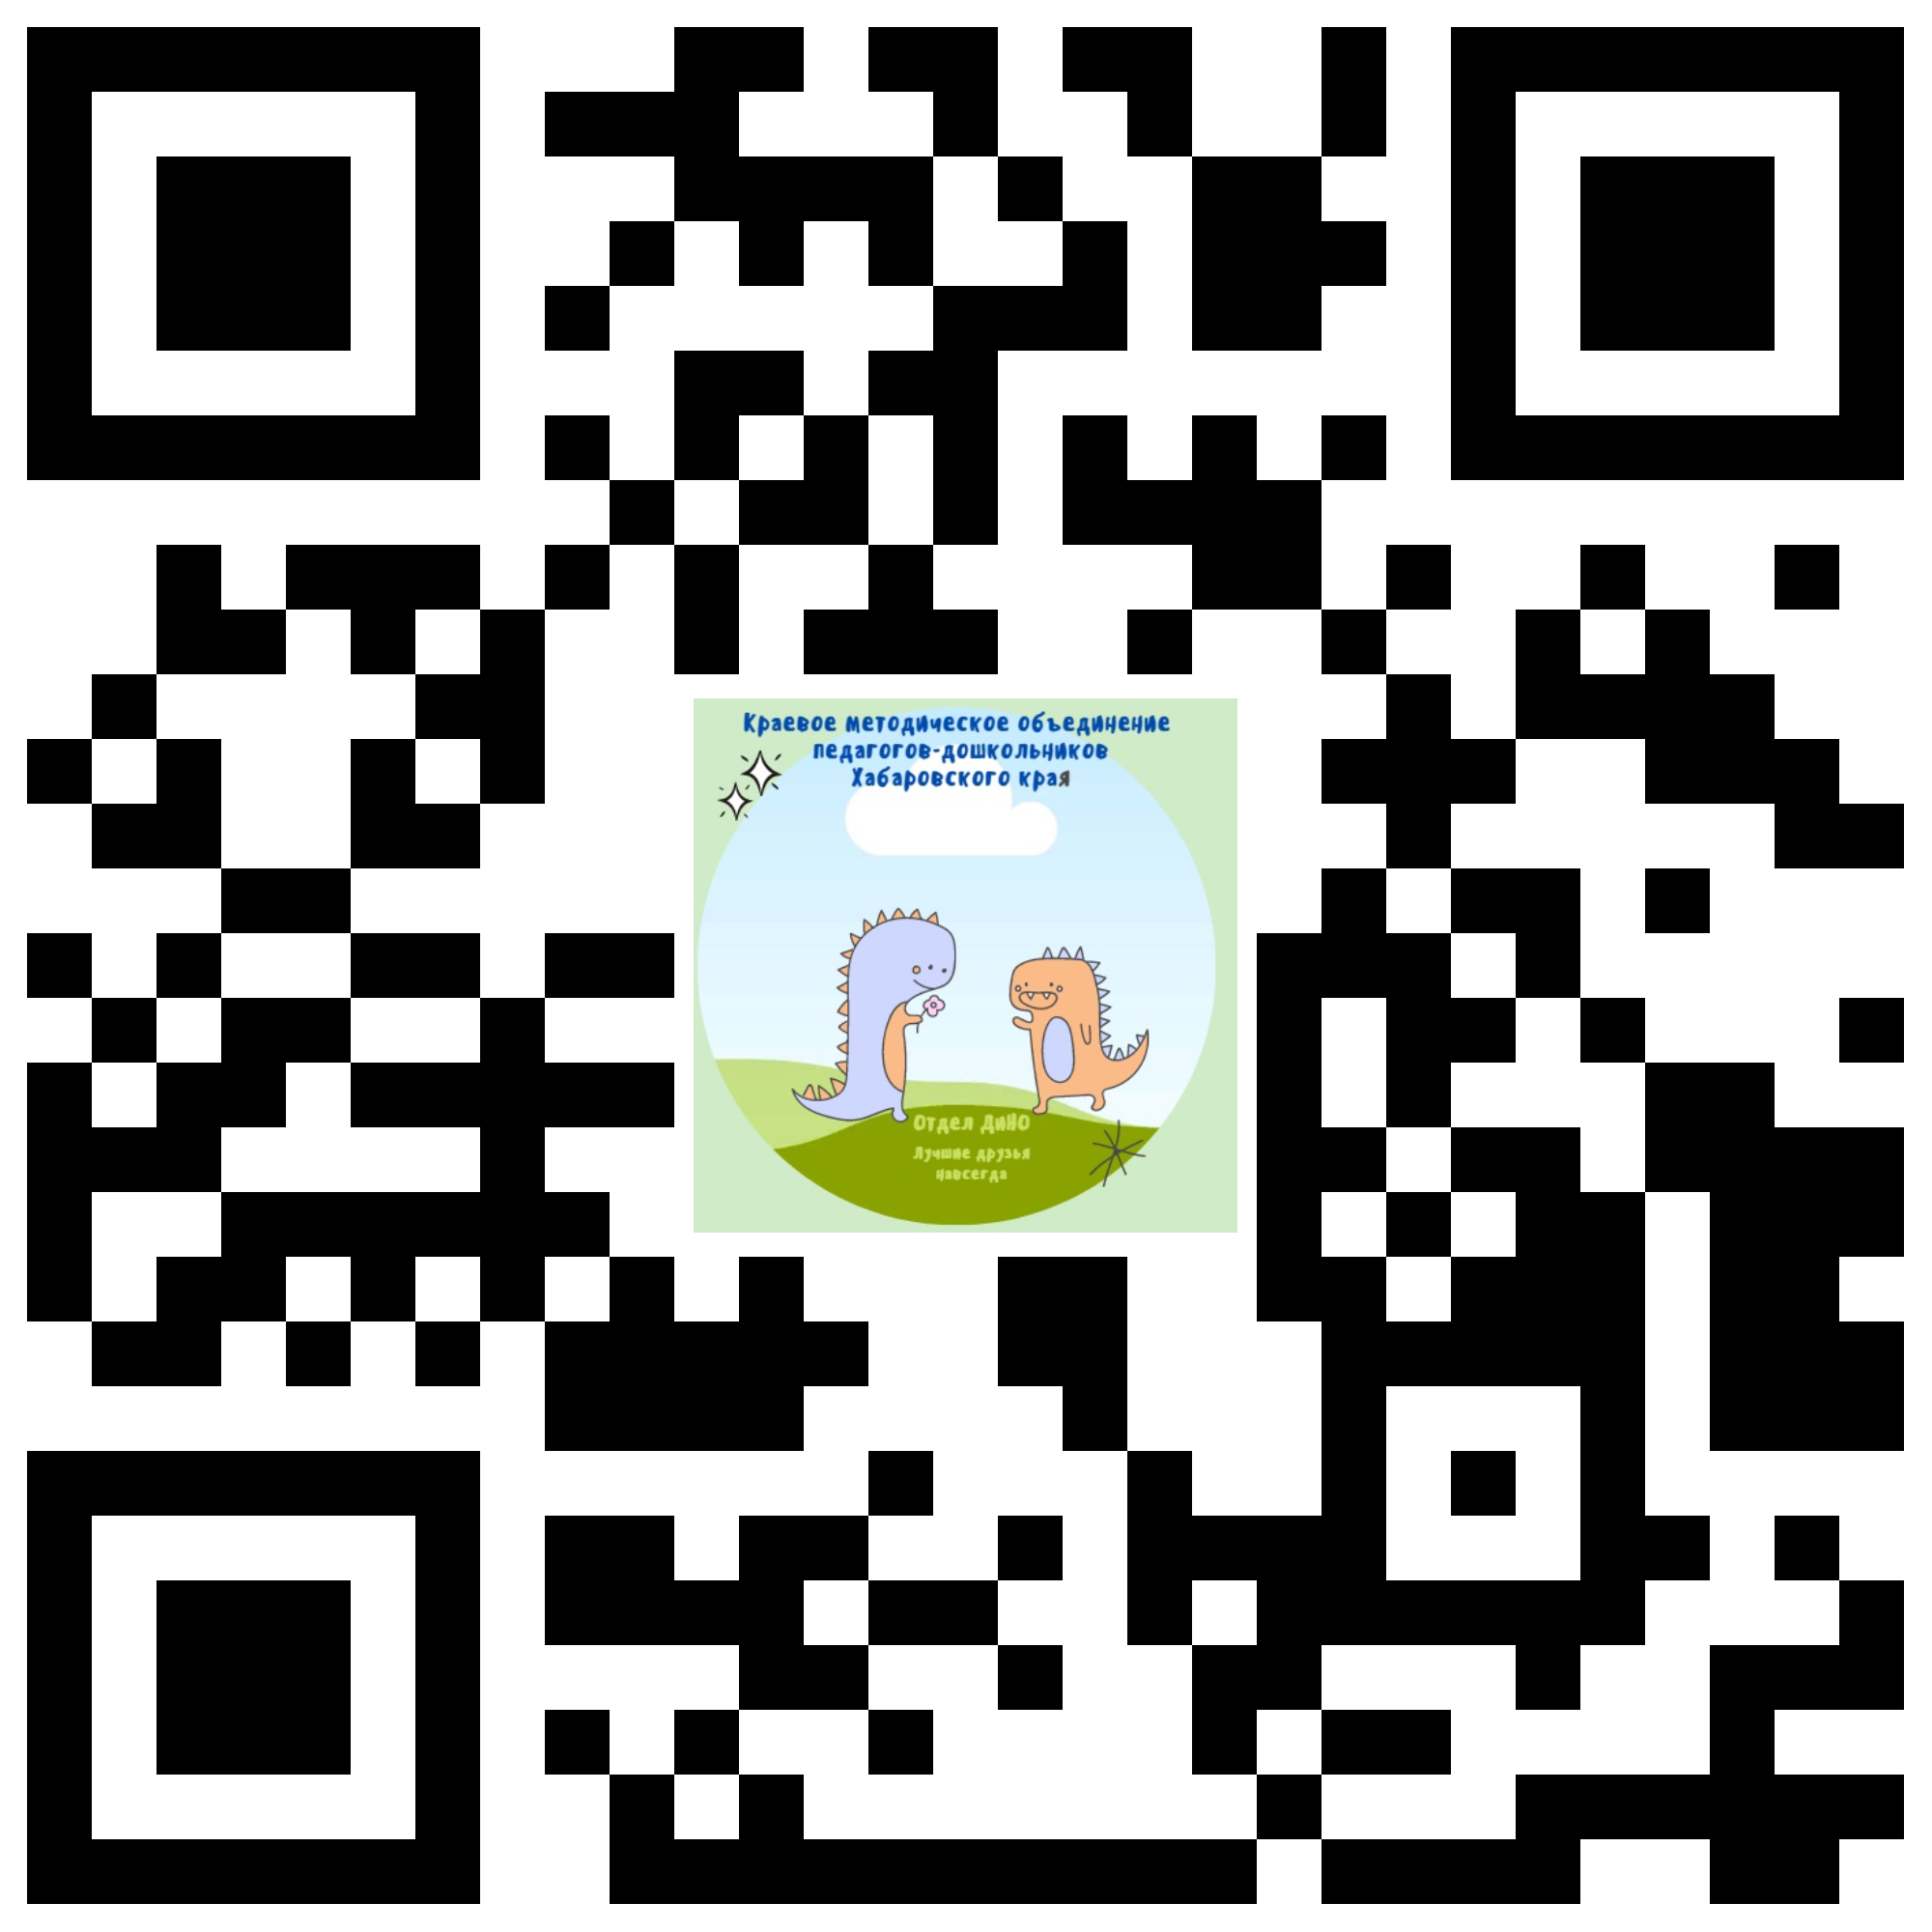 Краевое методическое объединение
педагогов-дошкольников
Хабаровского края
Отдел ДиНО
Лучшие друзья
навсегда